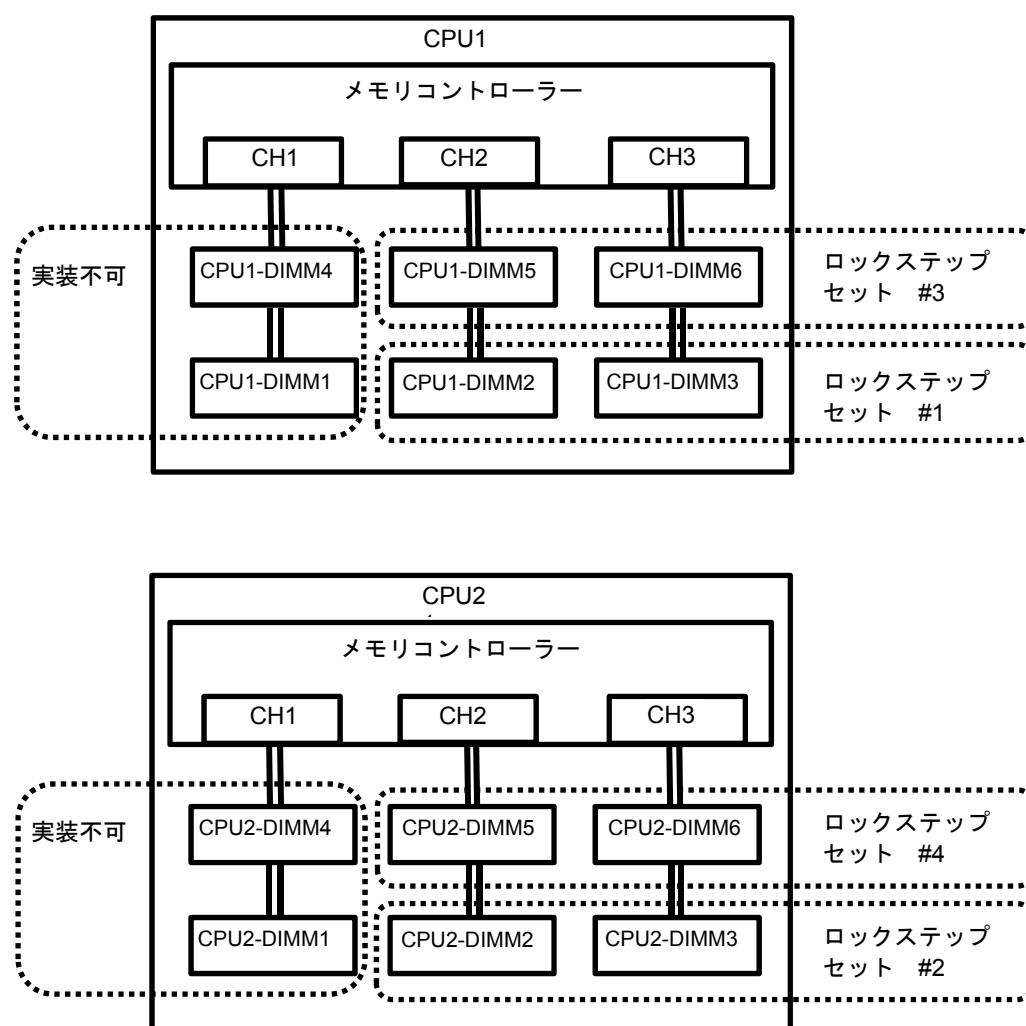 CPU1
メモリコントローラー
CH1
CH2
CH3
実装不可
CPU1-DIMM4
CPU1-DIMM5
CPU1-DIMM6
ロックステップ
セット #3
CPU1-DIMM1
CPU1-DIMM2
CPU1-DIMM3
ロックステップ
セット #1
CPU2
メモリコントローラー
CH1
CH2
CH3
実装不可
CPU2-DIMM4
CPU2-DIMM5
CPU2-DIMM6
ロックステップ
セット #4
CPU2-DIMM1
CPU2-DIMM2
CPU2-DIMM3
ロックステップ
セット #2